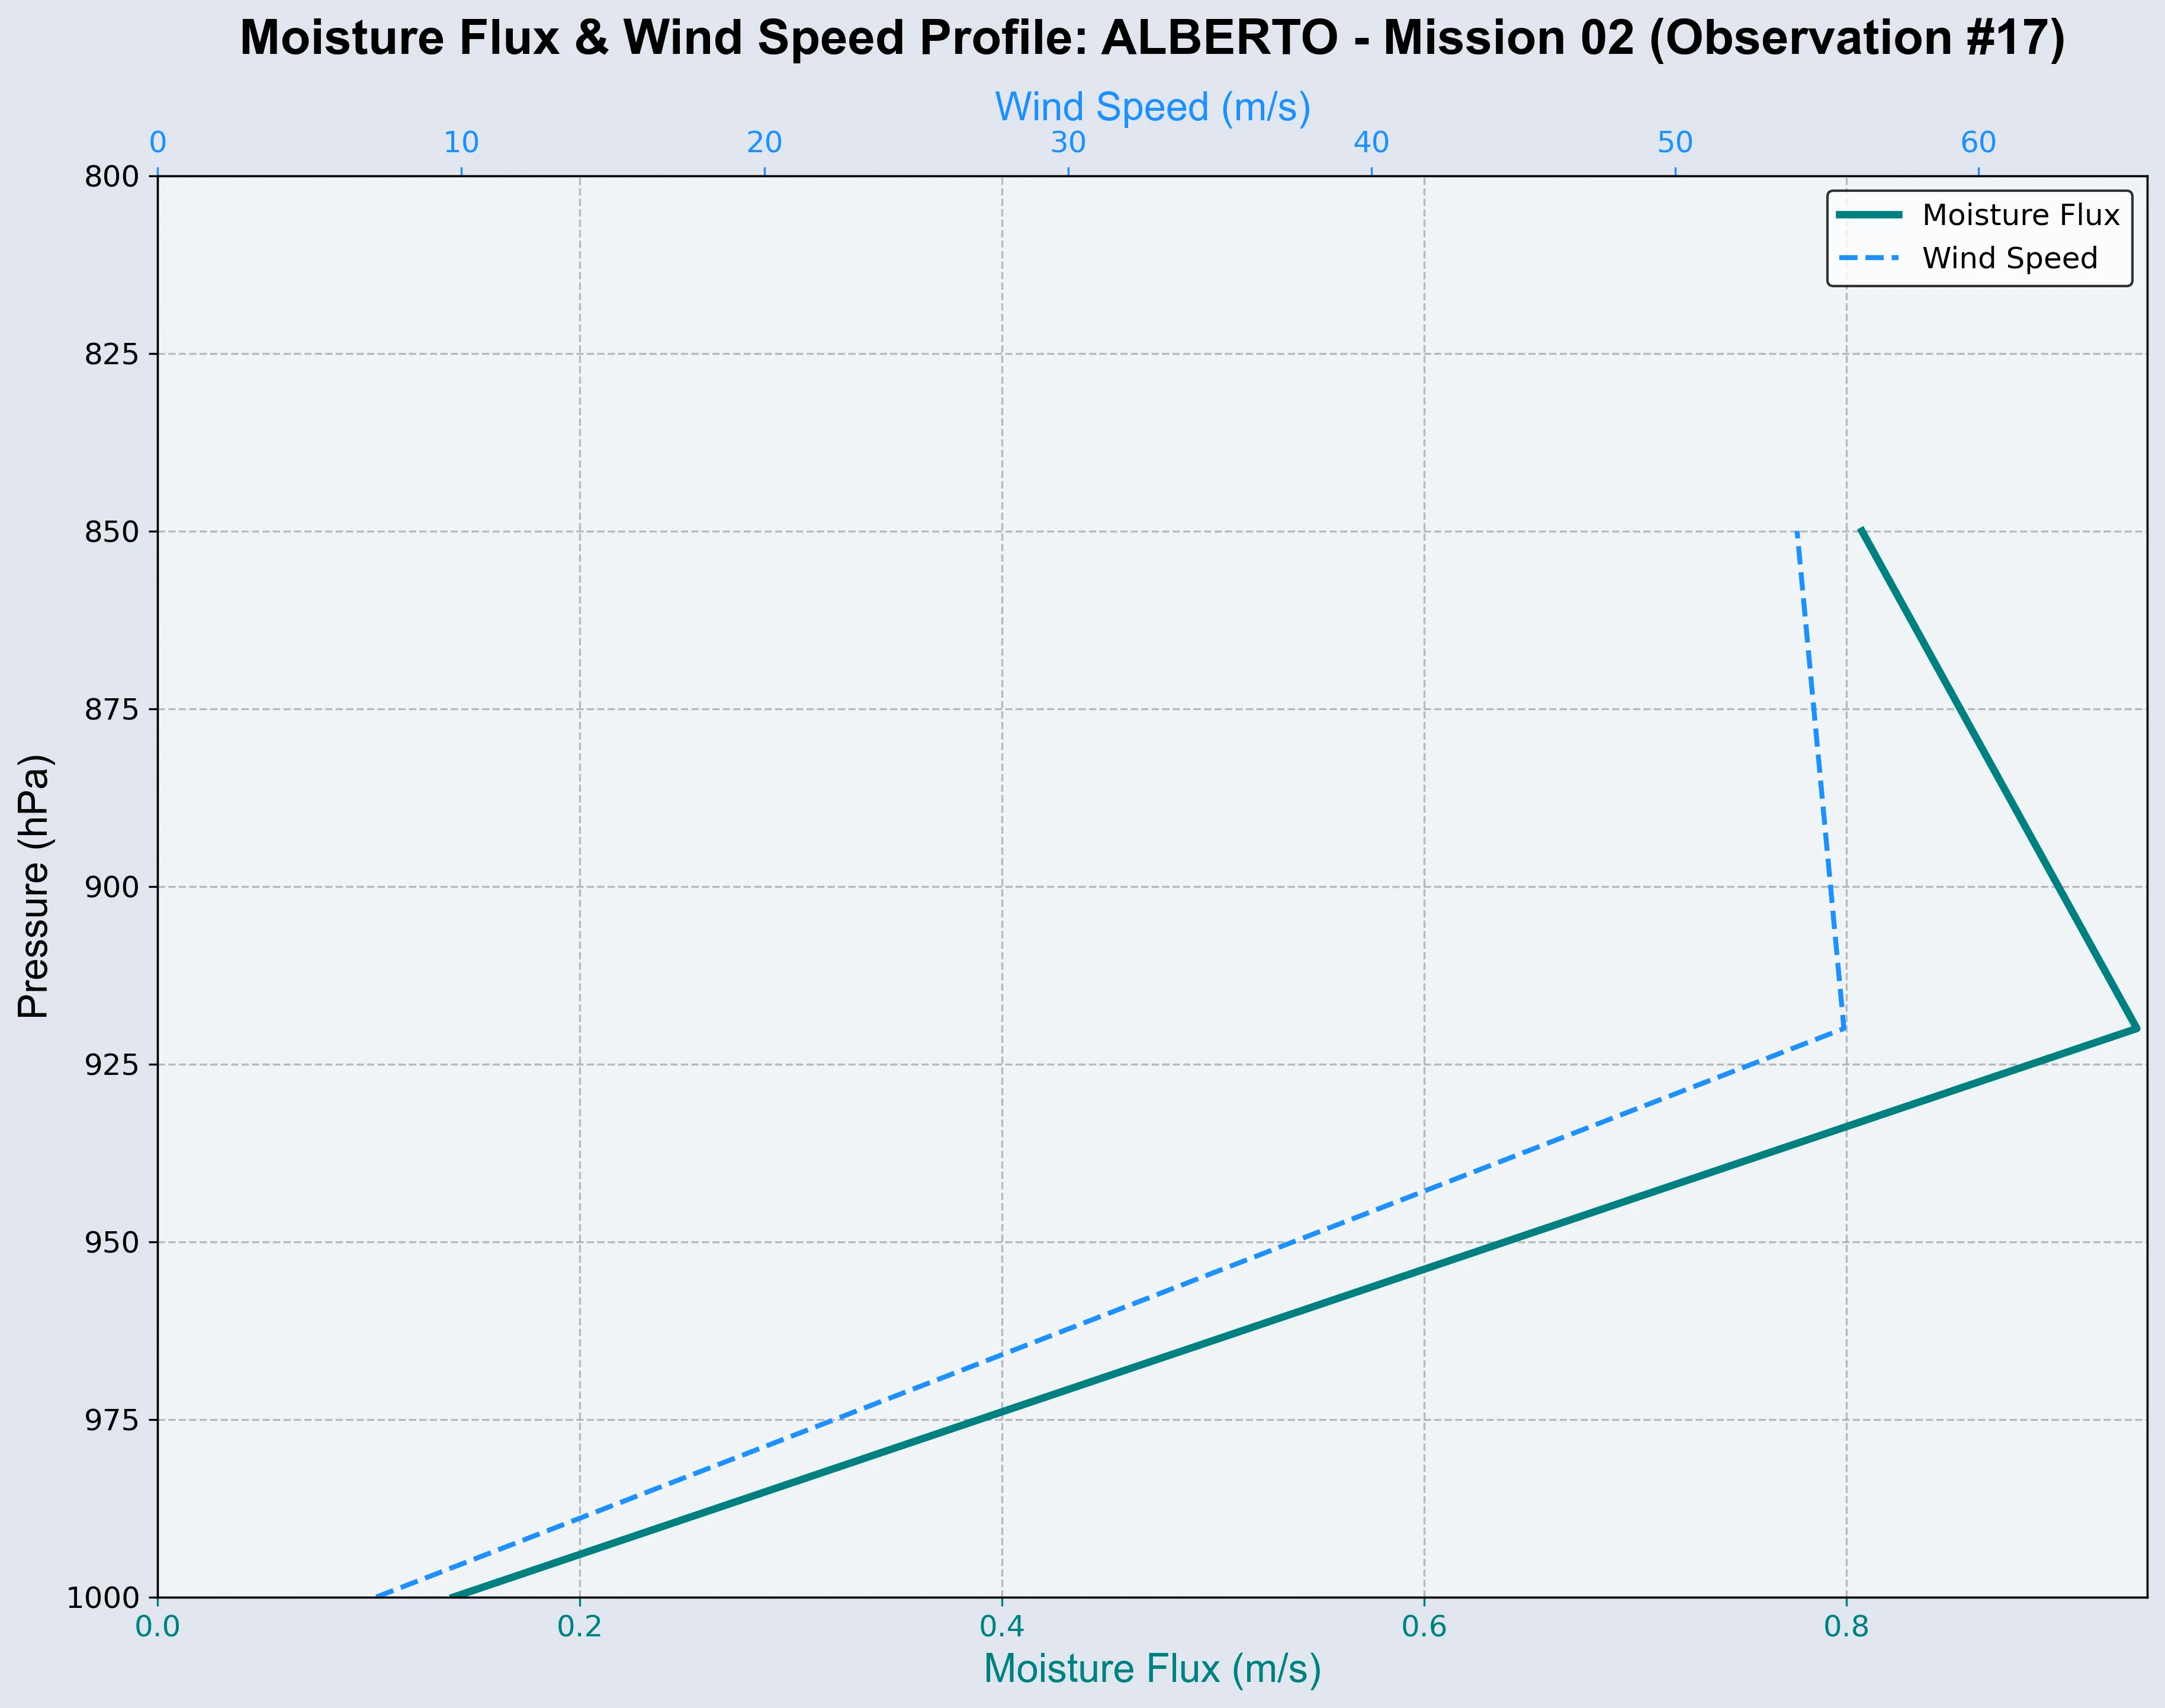 Moisture Flux & Wind Speed Profile: ALBERTO - Mission 02 (Observation #17)
Wind Speed (m/s)
0 10 20 30 40 50 60
Moisture Flux
Wind Speed
800
825
850
875
900
925
950
975
1000
Pressure (hPa)
0.0 0.2 0.4 0.6 0.8
Moisture Flux (m/s)